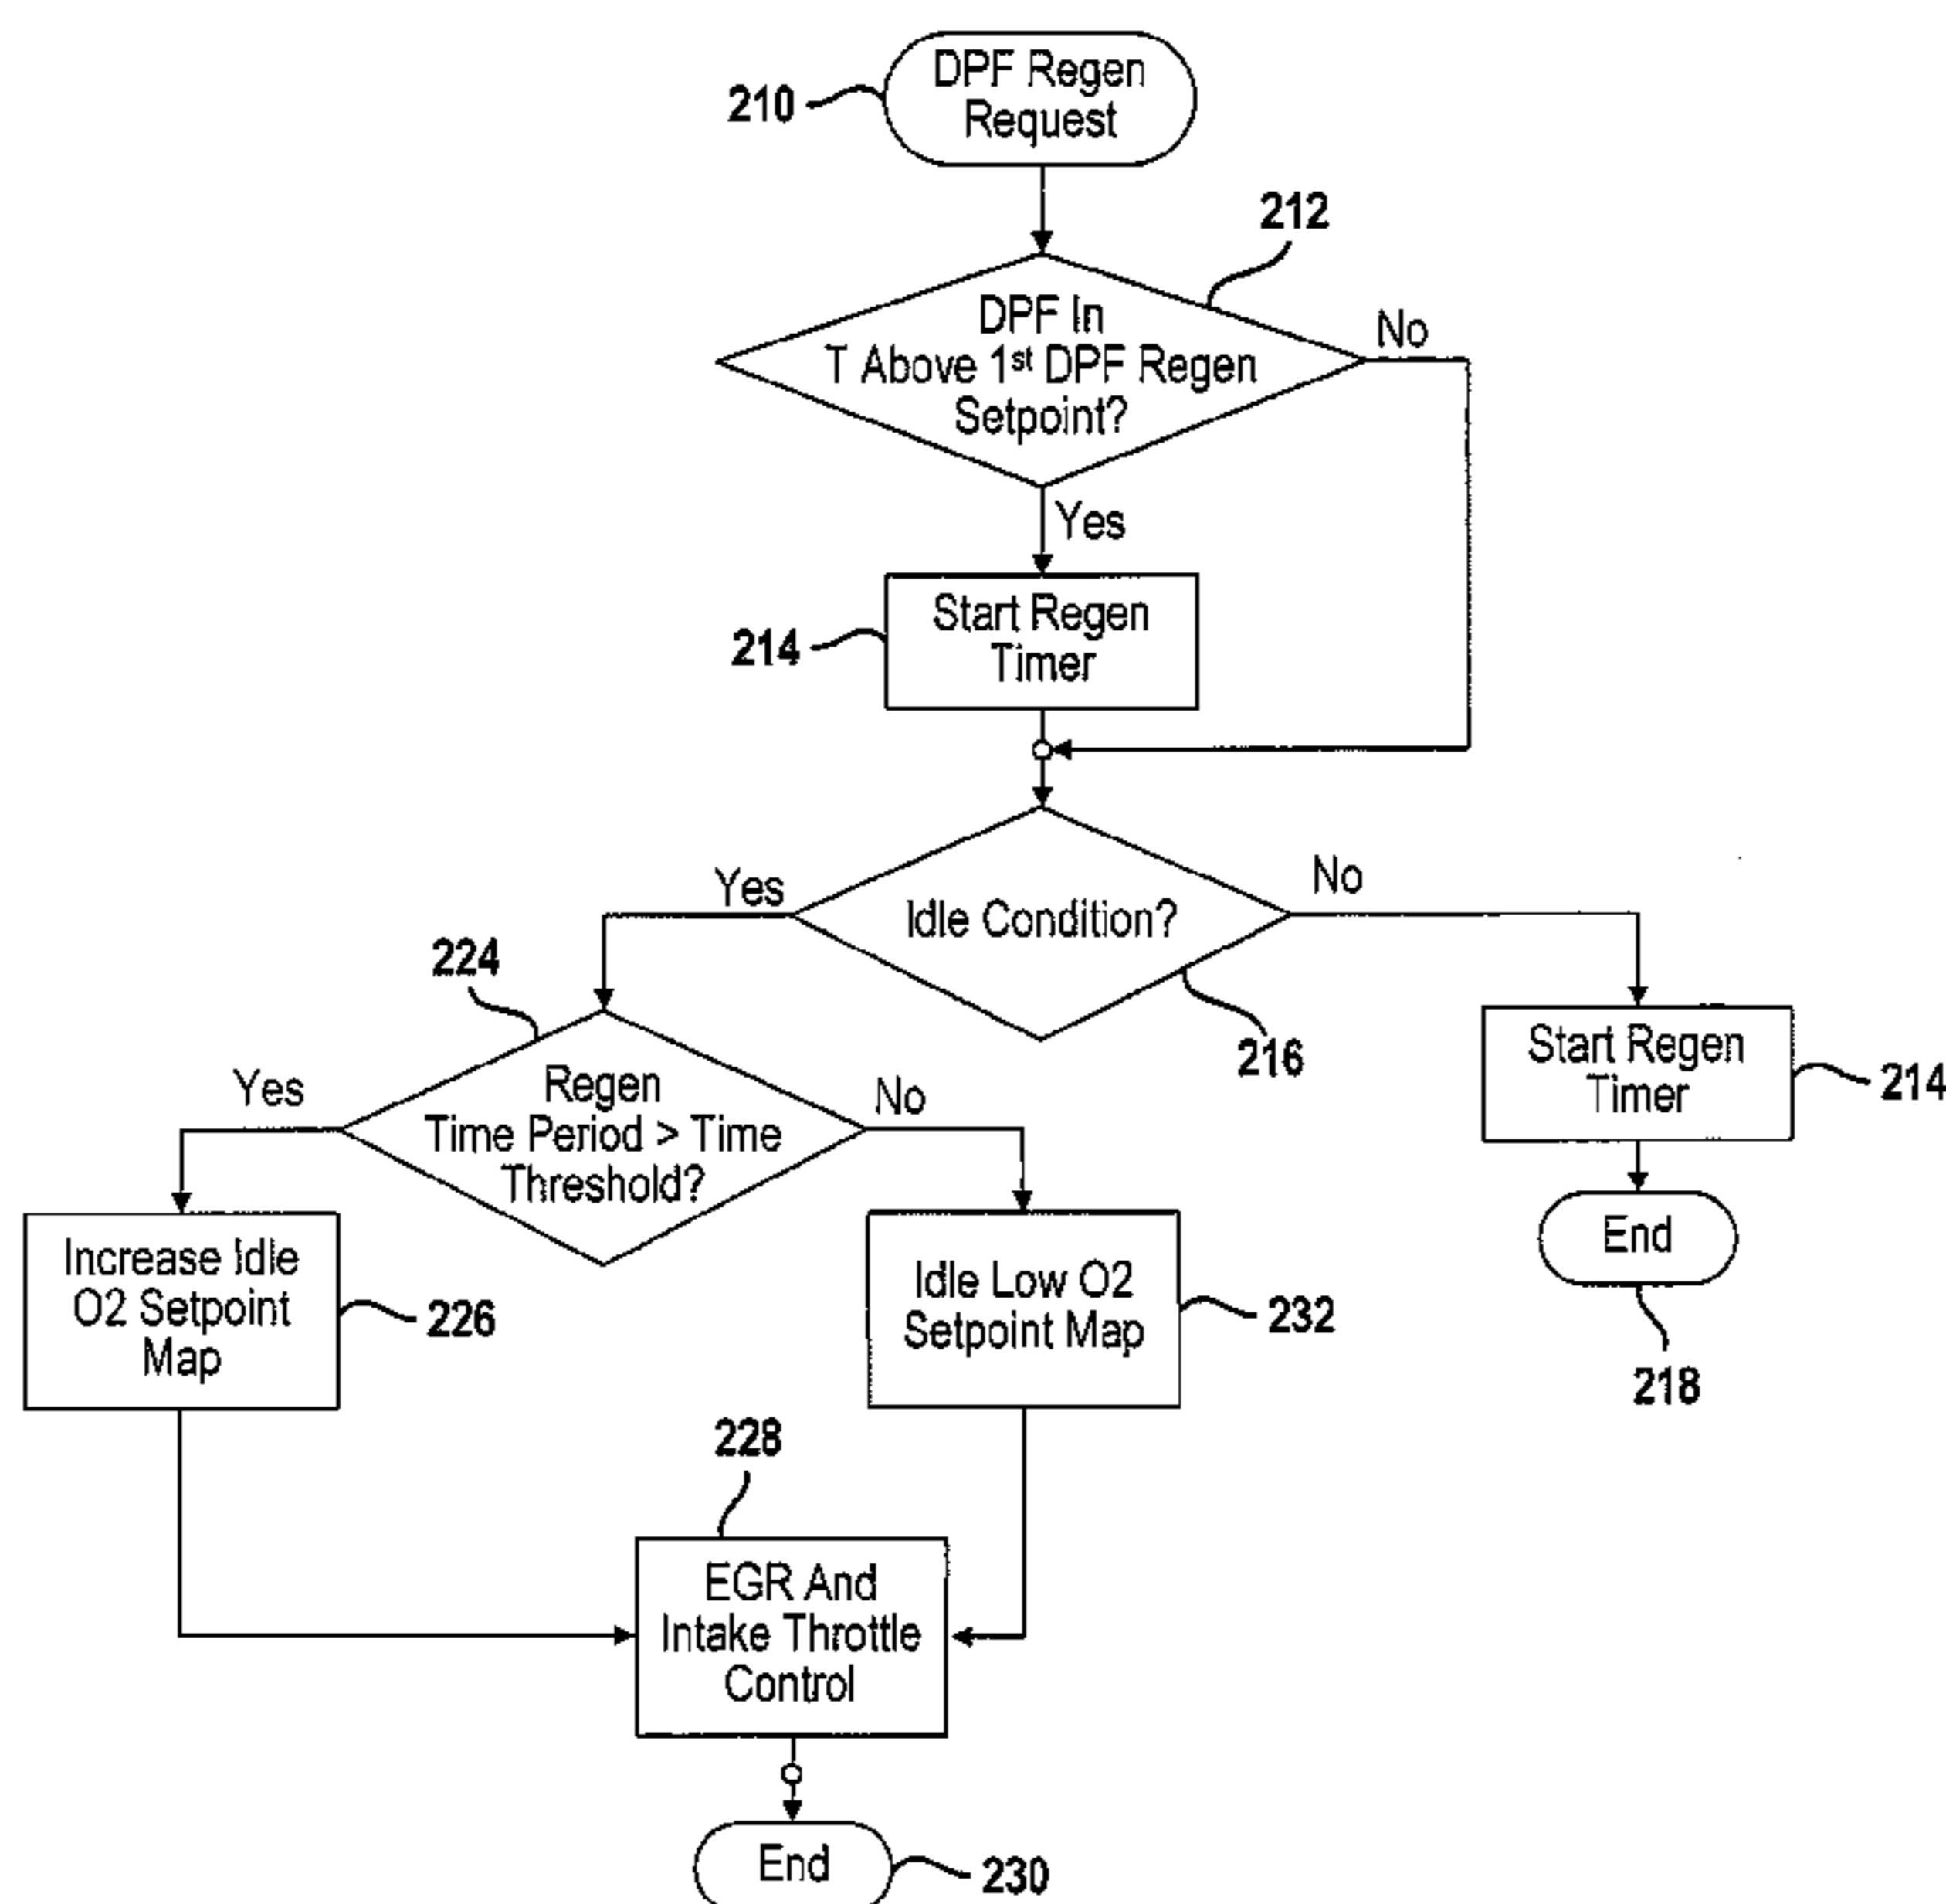 DPF Regen
Request
210
212
DPF In
T Above 1st DPF Regen
Setpoint?
No
Yes
Start Regen
Timer
214
Yes
Idle Condition?
No
216
224
Regen
Time Period > Time
Threshold?
Yes
No
Start Regen
Timer
214
End
218
Increase Idle
O2 Setpoint
Map
226
Idle Low O2
Setpoint Map
232
228
EGR And
Intake Throttle
Control
End
230